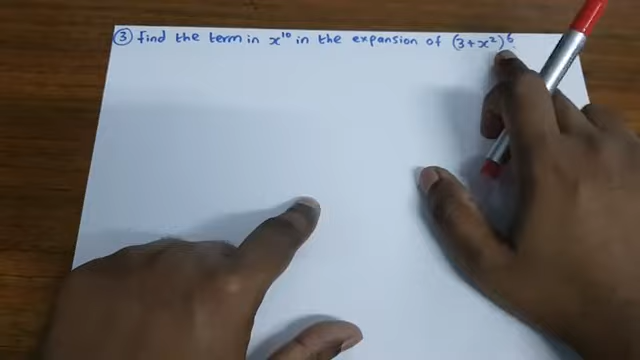 ③ find the term in x¹⁰ in the expansion of (3+x²)⁶.